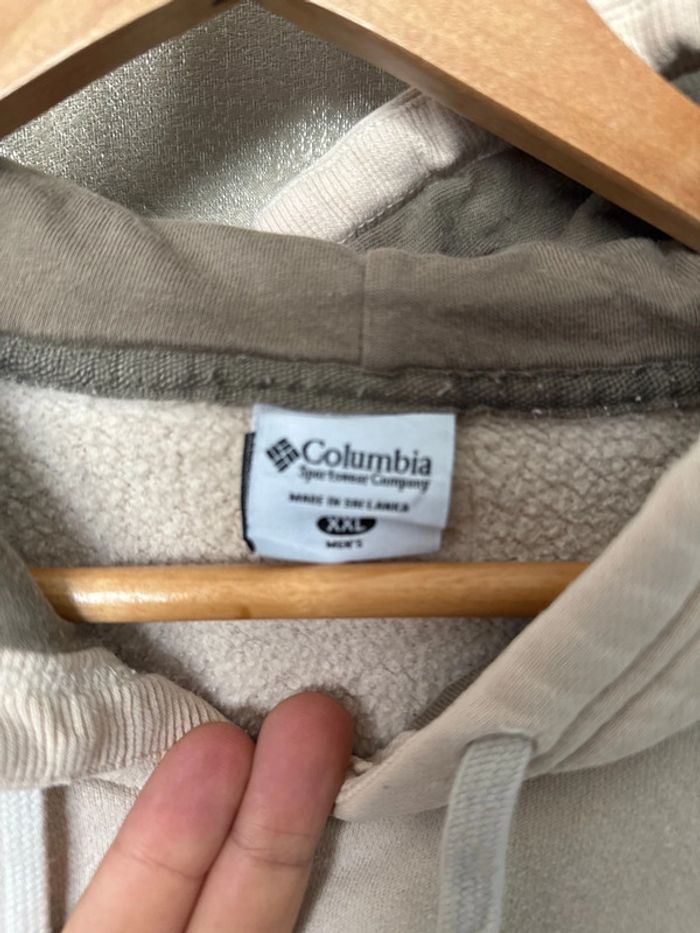 Columbia
Sportswear Company
MADE IN SRI LANKA
XXL
MEN'S